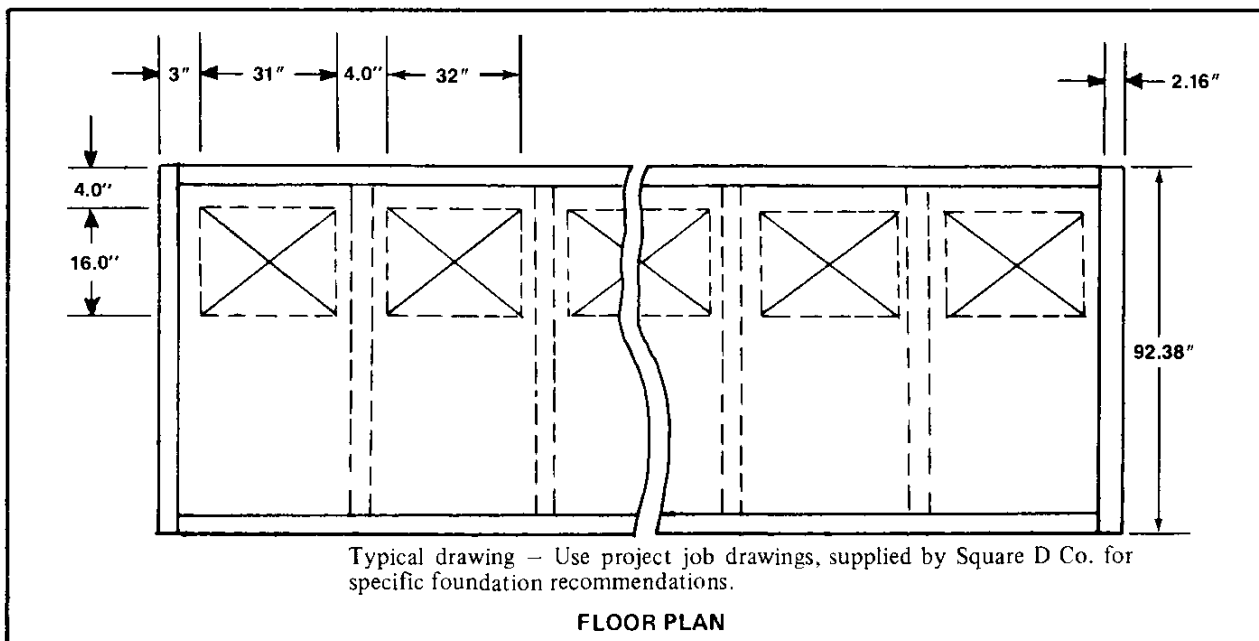 3"
31"
4.0"
32"
2.16"
4.0"
16.0"
92.38"
Typical drawing – Use project job drawings, supplied by Square D Co. for
specific foundation recommendations.
FLOOR PLAN